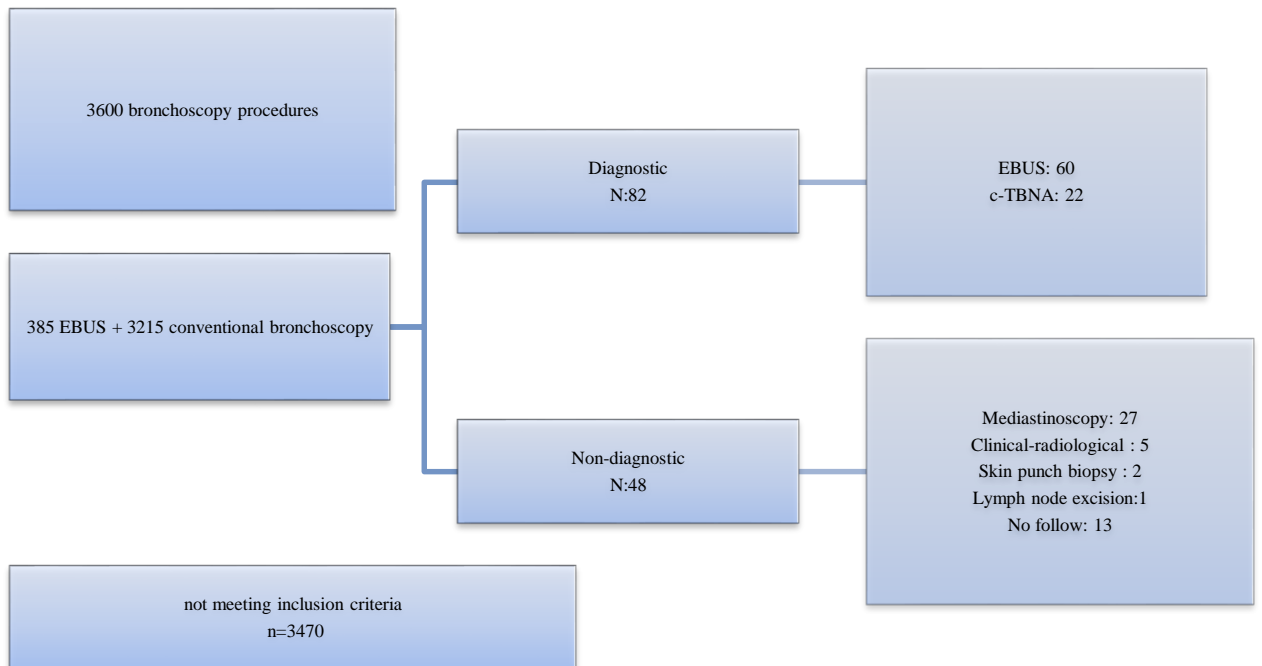 3600 bronchoscopy procedures
385 EBUS + 3215 conventional bronchoscopy
Diagnostic
N:82
EBUS: 60
c-TBNA: 22
Non-diagnostic
N:48
Mediastinoscopy: 27
Clinical-radiological : 5
Skin punch biopsy : 2
Lymph node excision:1
No follow: 13
not meeting inclusion criteria
n=3470